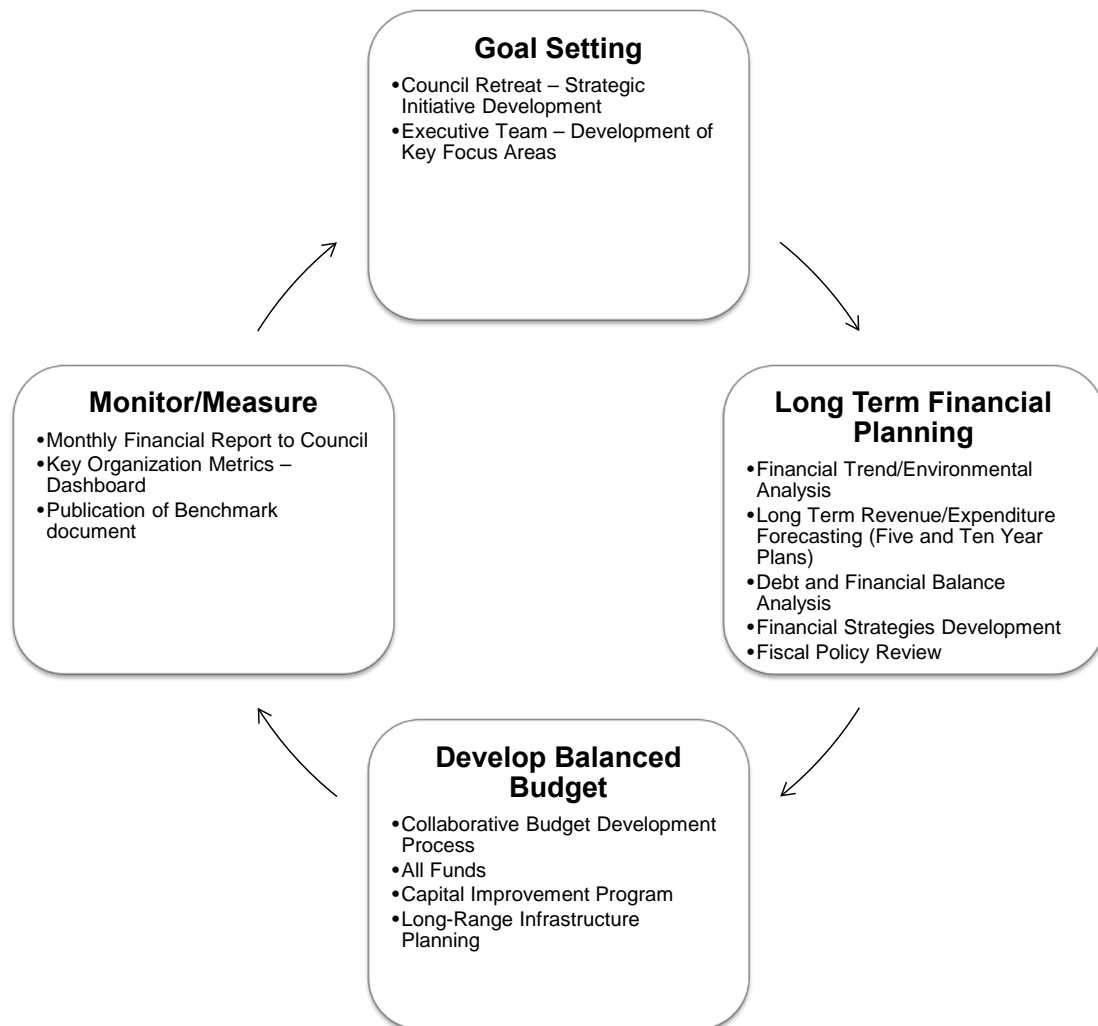 Goal Setting
•Council Retreat – Strategic
Initiative Development
•Executive Team – Development of
Key Focus Areas
Monitor/Measure
•Monthly Financial Report to Council
•Key Organization Metrics –
Dashboard
•Publication of Benchmark
document
Long Term Financial
Planning
•Financial Trend/Environmental
Analysis
•Long Term Revenue/Expenditure
Forecasting (Five and Ten Year
Plans)
•Debt and Financial Balance
Analysis
•Financial Strategies Development
•Fiscal Policy Review
Develop Balanced
Budget
•Collaborative Budget Development
Process
•All Funds
•Capital Improvement Program
•Long-Range Infrastructure
Planning